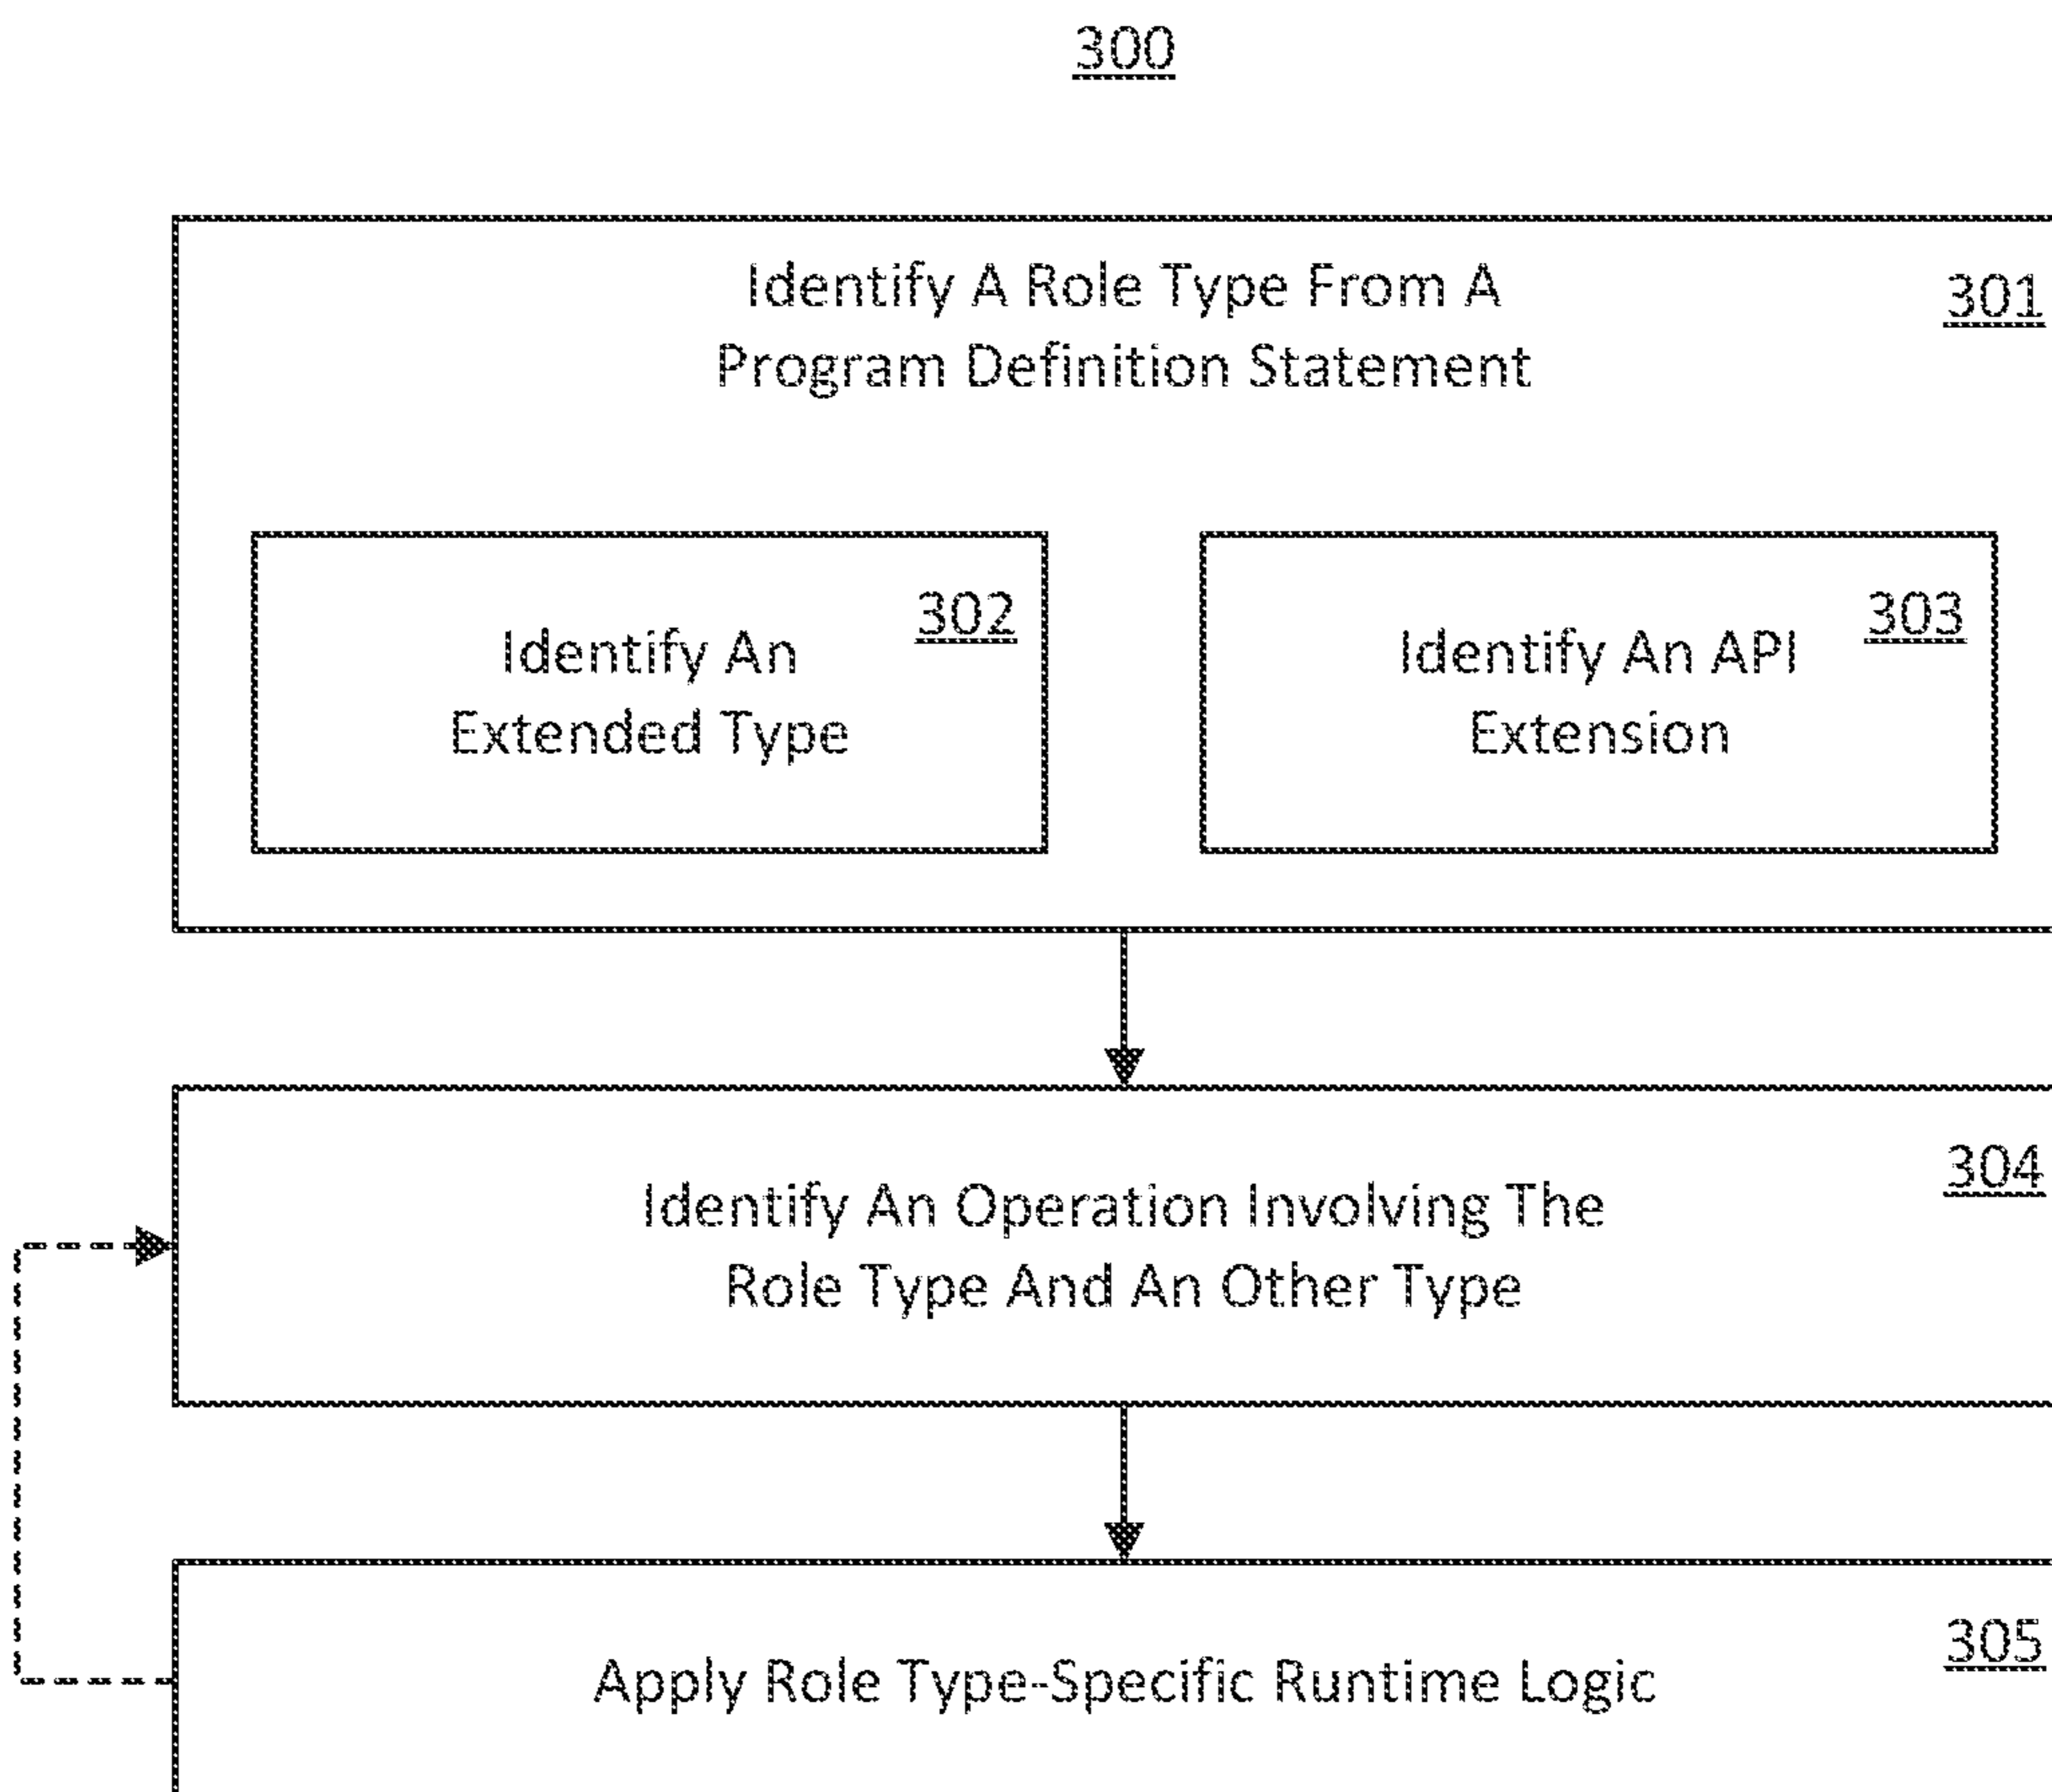 300
Identify A Role Type From A
301
Program Definition Statement
302
Identify An
Extended Type
303
Identify An API
Extension
304
Identify An Operation Involving The
Role Type And An Other Type
305
Apply Role Type-Specific Runtime Logic